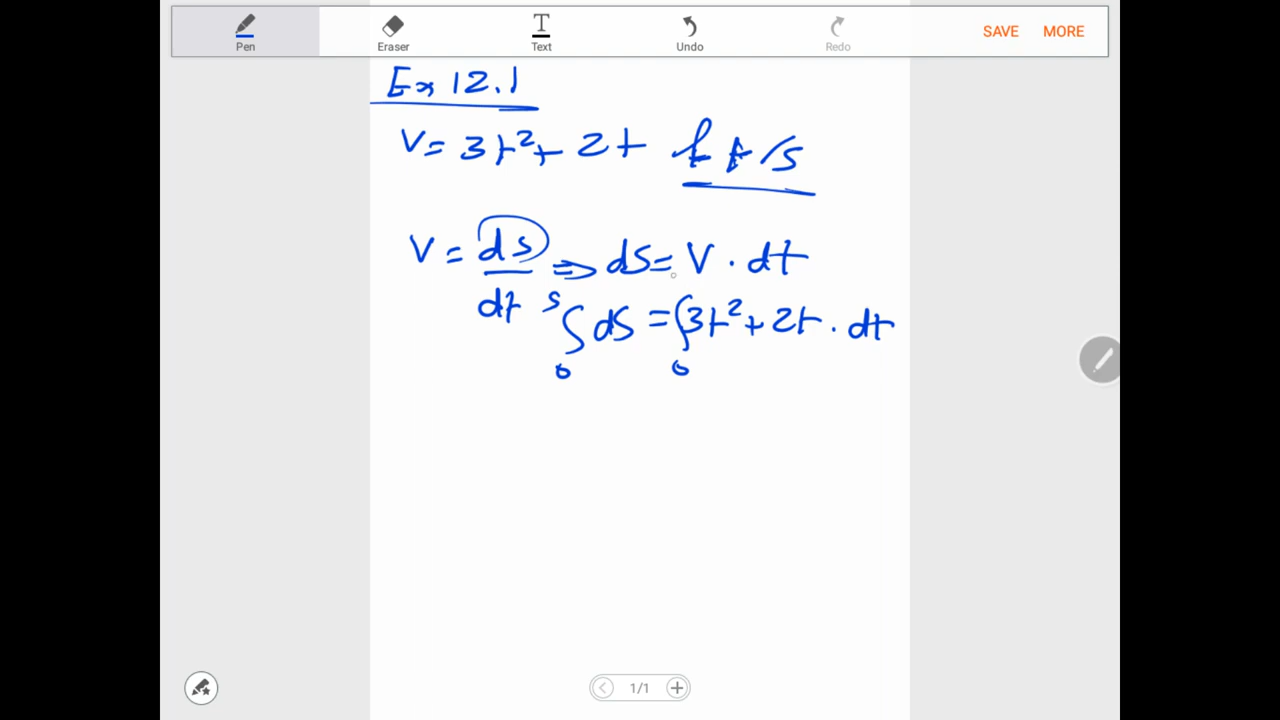 Pen Eraser Text Undo Redo SAVE MORE
Ex 12.1
V = 3t² + 2t ft/s
V = ds/dt ⇒ ds = V · dt
∫₀ˢ ds = ∫₀ 3t² + 2t · dt
1/1